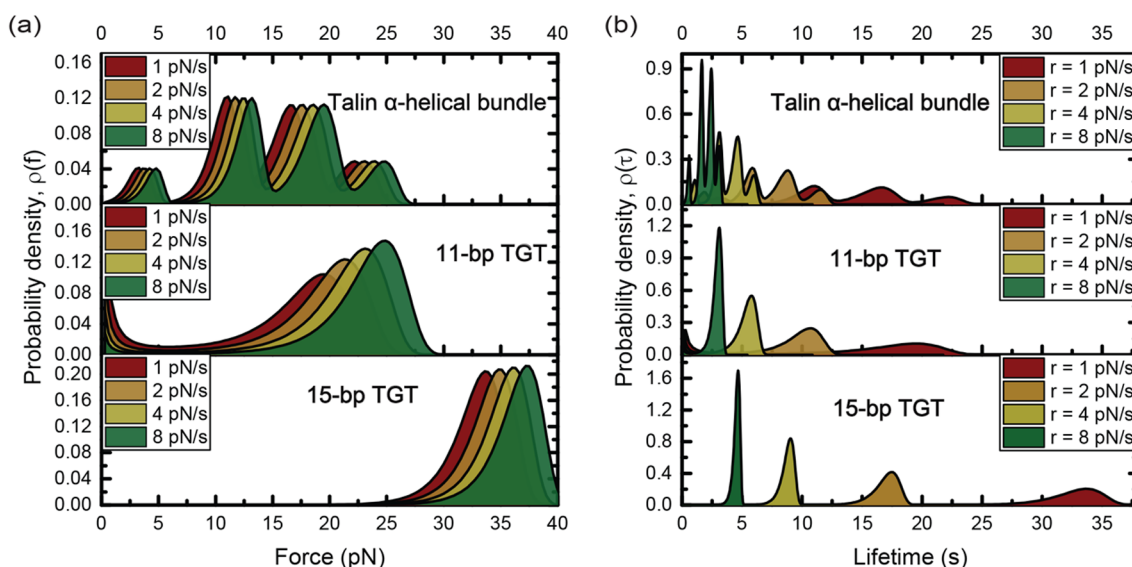 (a)
Probability density, ρ(f)
0.16
0.12
0.08
0.04
0.00
0 5 10 15 20 25 30 35
1 pN/s
2 pN/s
4 pN/s
8 pN/s
Talin α-helical bundle
0.16
0.12
0.08
0.04
0.00
1 pN/s
2 pN/s
4 pN/s
8 pN/s
11-bp TGT
0.20
0.15
0.10
0.05
0.00
1 pN/s
2 pN/s
4 pN/s
8 pN/s
15-bp TGT
0 5 10 15 20 25 30 35 40
Force (pN)
(b)
Probability density, ρ(τ)
0.9
0.6
0.3
0.0
0 5 10 15 20 25 30 35
r = 1 pN/s
r = 2 pN/s
r = 4 pN/s
r = 8 pN/s
Talin α-helical bundle
1.2
0.9
0.6
0.3
0.0
r = 1 pN/s
r = 2 pN/s
r = 4 pN/s
r = 8 pN/s
11-bp TGT
1.6
1.2
0.8
0.4
0.0
r = 1 pN/s
r = 2 pN/s
r = 4 pN/s
r = 8 pN/s
15-bp TGT
0 5 10 15 20 25 30 35
Lifetime (s)